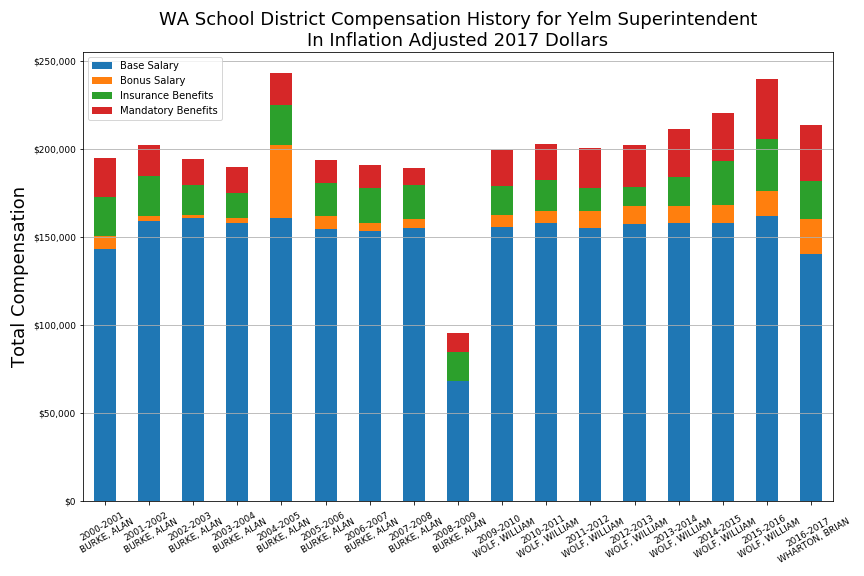 WA School District Compensation History for Yelm Superintendent
In Inflation Adjusted 2017 Dollars
Base Salary
Bonus Salary
Insurance Benefits
Mandatory Benefits
Total Compensation
$250,000
$200,000
$150,000
$100,000
$50,000
$0
2000-2001
BURKE, ALAN
2001-2002
BURKE, ALAN
2002-2003
BURKE, ALAN
2003-2004
BURKE, ALAN
2004-2005
BURKE, ALAN
2005-2006
BURKE, ALAN
2006-2007
BURKE, ALAN
2007-2008
BURKE, ALAN
2008-2009
BURKE, ALAN
2009-2010
WOLF, WILLIAM
2010-2011
WOLF, WILLIAM
2011-2012
WOLF, WILLIAM
2012-2013
WOLF, WILLIAM
2013-2014
WOLF, WILLIAM
2014-2015
WOLF, WILLIAM
2015-2016
WOLF, WILLIAM
2016-2017
WHARTON, BRIAN